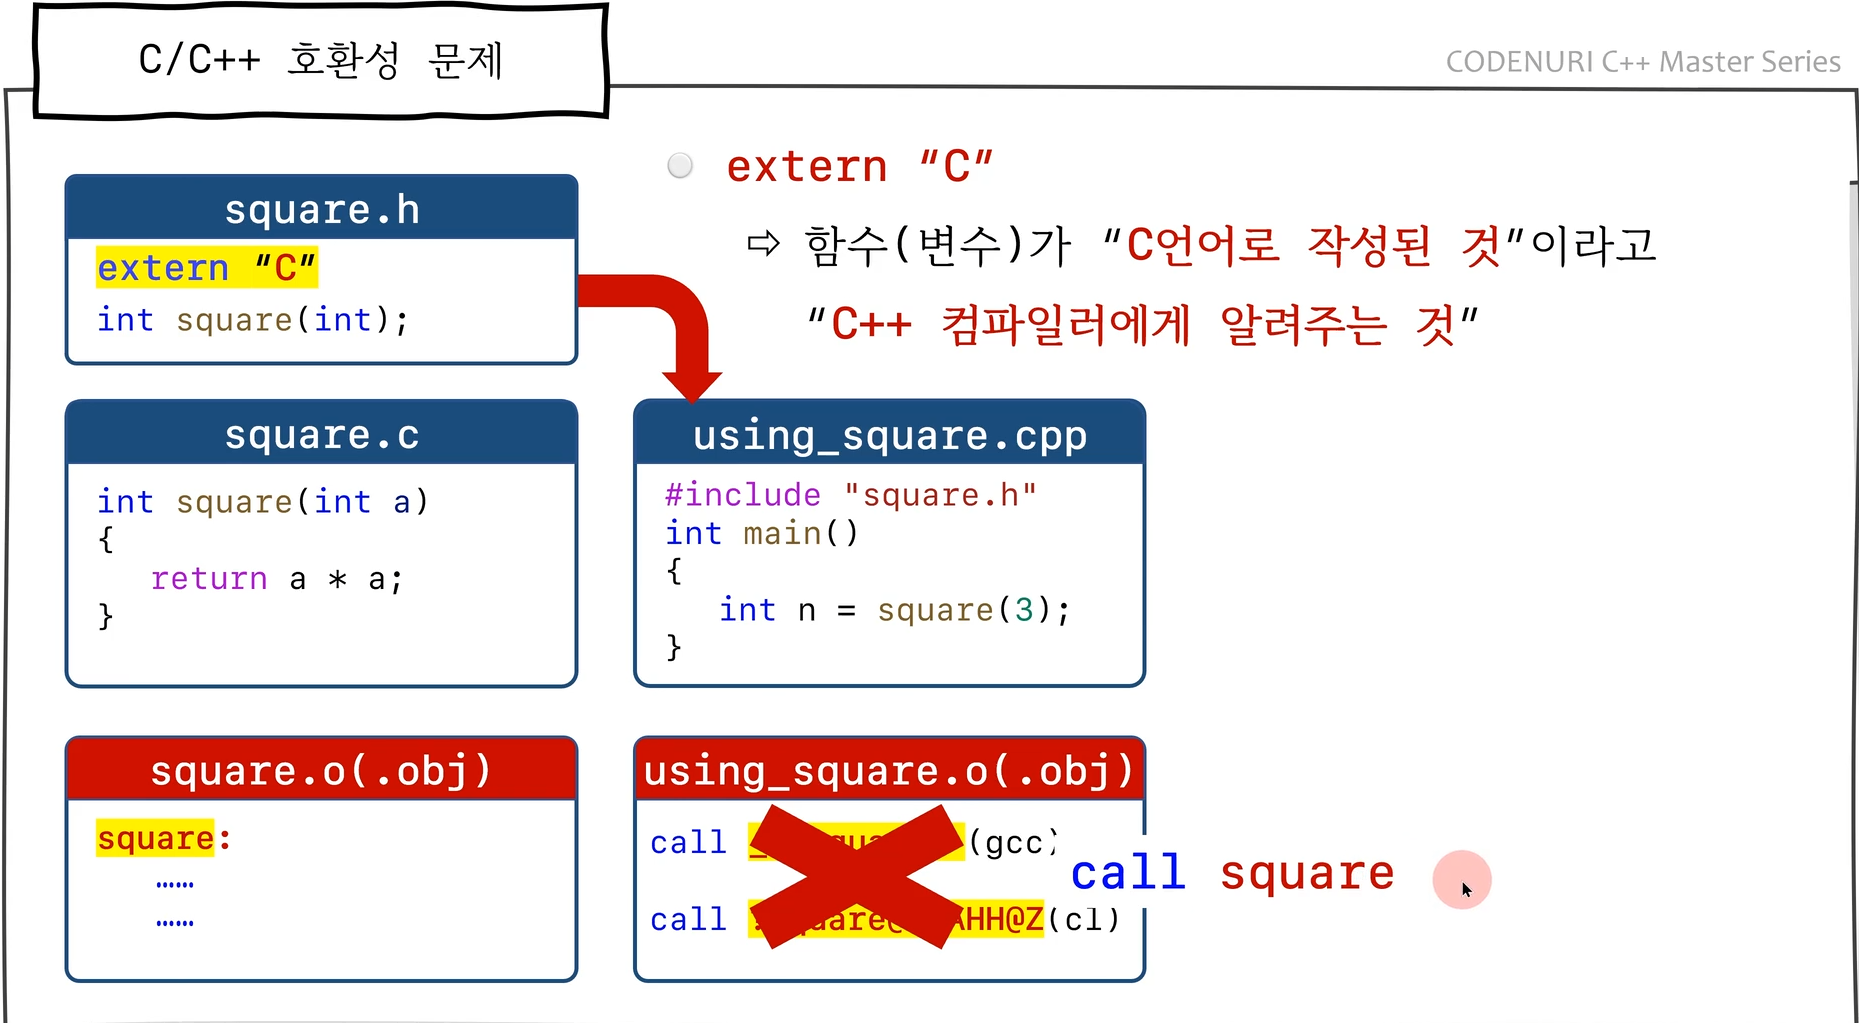 C/C++ 호환성 문제
CODENURI C++ Master Series
extern “C”
⇨ 함수(변수)가 “C언어로 작성된 것”이라고
“C++ 컴파일러에게 알려주는 것”
square.h
extern “C”
int square(int);
square.c
int square(int a)
{
return a * a;
}
using_square.cpp
#include "square.h"
int main()
{
int n = square(3);
}
square.o(.obj)
square:
……
……
using_square.o(.obj)
call (gcc)
call square
call (cl)